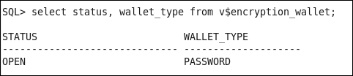 SQL> select status, wallet_type from v$encryption_wallet;
STATUS                         WALLET_TYPE
------------------------------ --------------------
OPEN                           PASSWORD